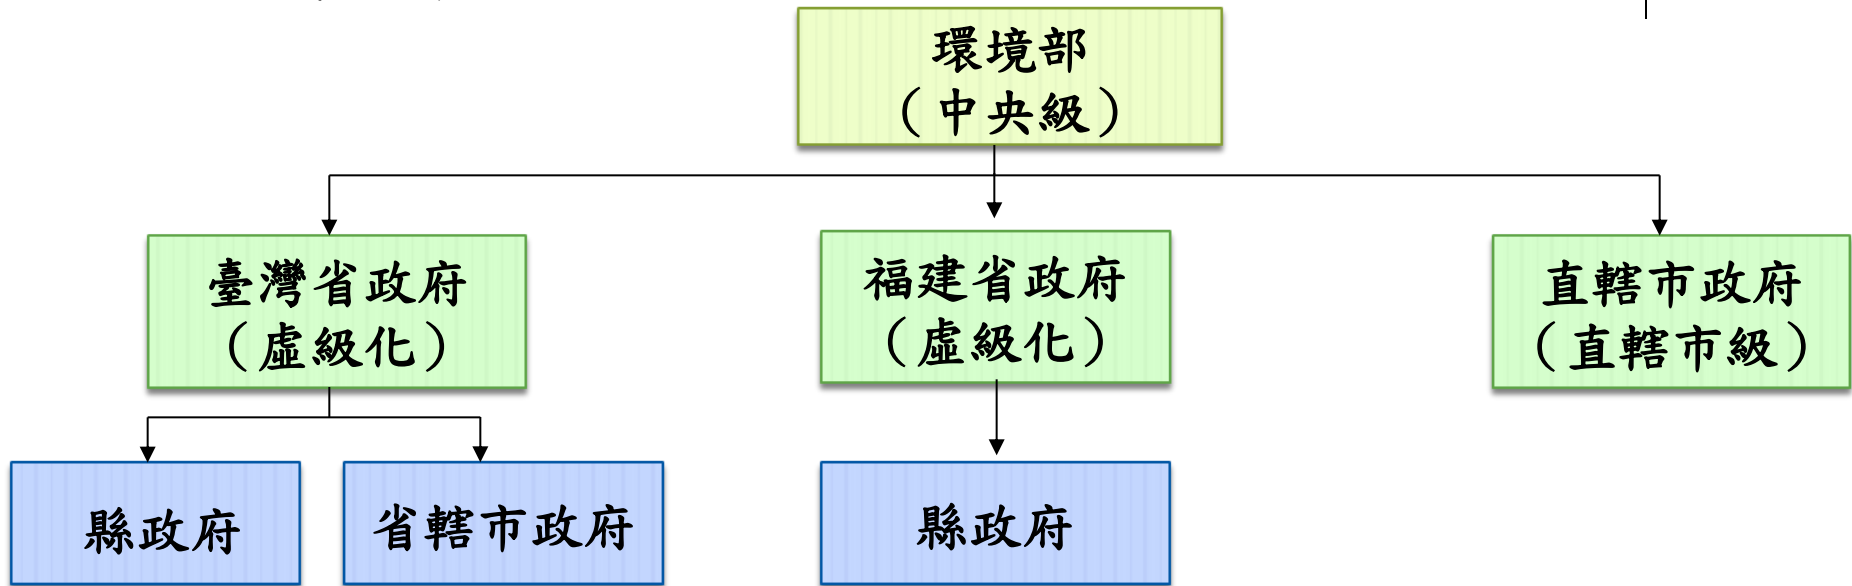 環境部
（中央級）
臺灣省政府
（虛級化）
福建省政府
（虛級化）
直轄市政府
（直轄市級）
縣政府
省轄市政府
縣政府